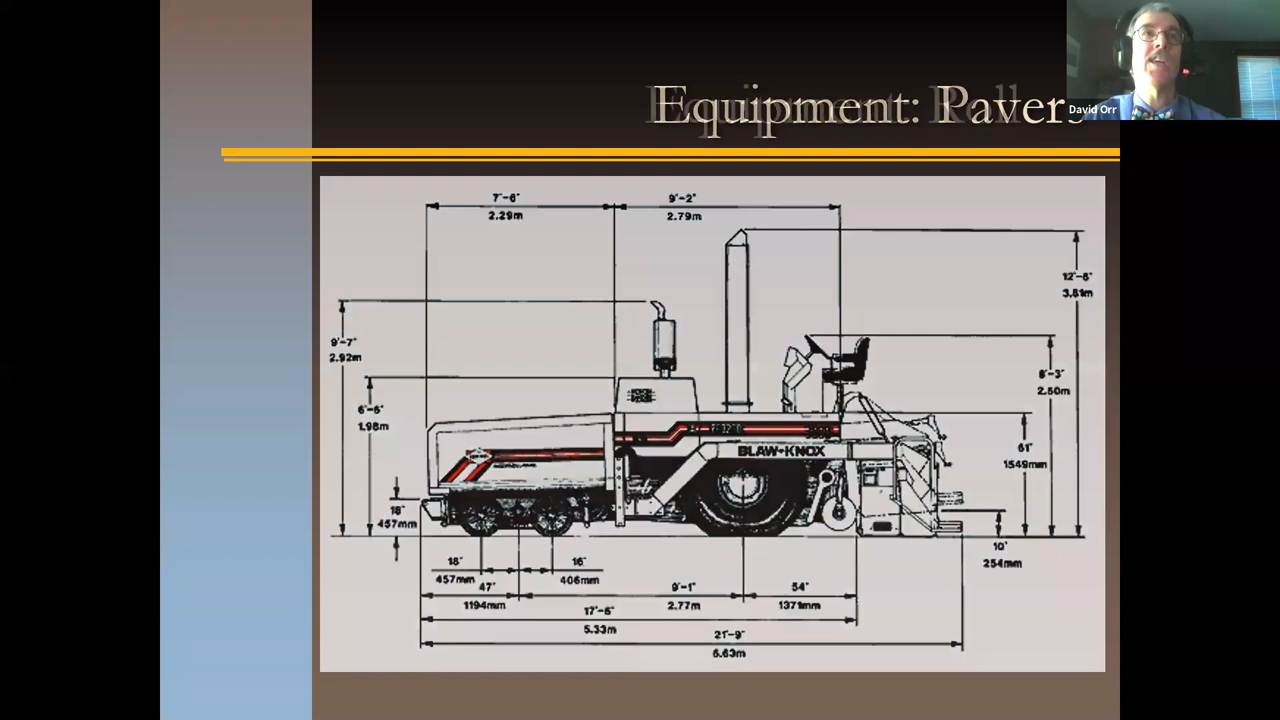 Equipment: Pavers
David Orr
7'-6"
2.29m
9'-2"
2.79m
12'-6"
3.81m
9'-7"
2.92m
8'-3"
2.50m
6'-6"
1.98m
BLAW-KNOX
61"
1549mm
18"
457mm
10"
254mm
18"
457mm
16"
406mm
47"
1194mm
9'-1"
2.77m
54"
1371mm
17'-6"
5.33m
21'-9"
6.63m